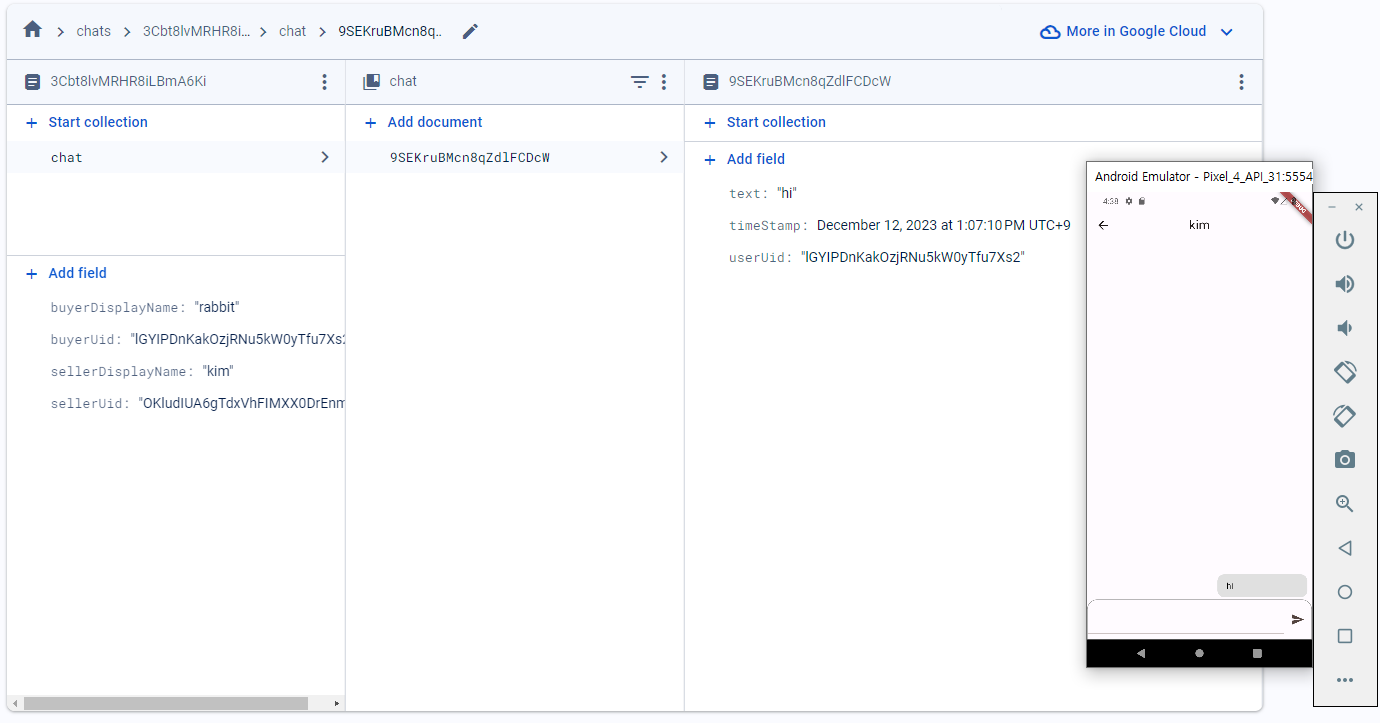 chats
3Cbt8lvMRHR8i...
chat
9SEKruBMcn8q..
More in Google Cloud
3Cbt8lvMRHR8iLBmA6Ki
chat
9SEKruBMcn8qZdlFCDcW
+ Start collection
+ Add document
+ Start collection
chat
9SEKruBMcn8qZdlFCDcW
+ Add field
text: "hi"
timeStamp: December 12, 2023 at 1:07:10 PM UTC+9
userUid: "lGYIPDnKakOzjRNu5kW0yTfu7Xs2"
+ Add field
buyerDisplayName: "rabbit"
buyerUid: "lGYIPDnKakOzjRNu5kW0yTfu7Xs2
sellerDisplayName: "kim"
sellerUid: "OKludIUA6gTdxVhFIMXX0DrEnm
Android Emulator - Pixel_4_API_31:5554
4:38
kim
hi